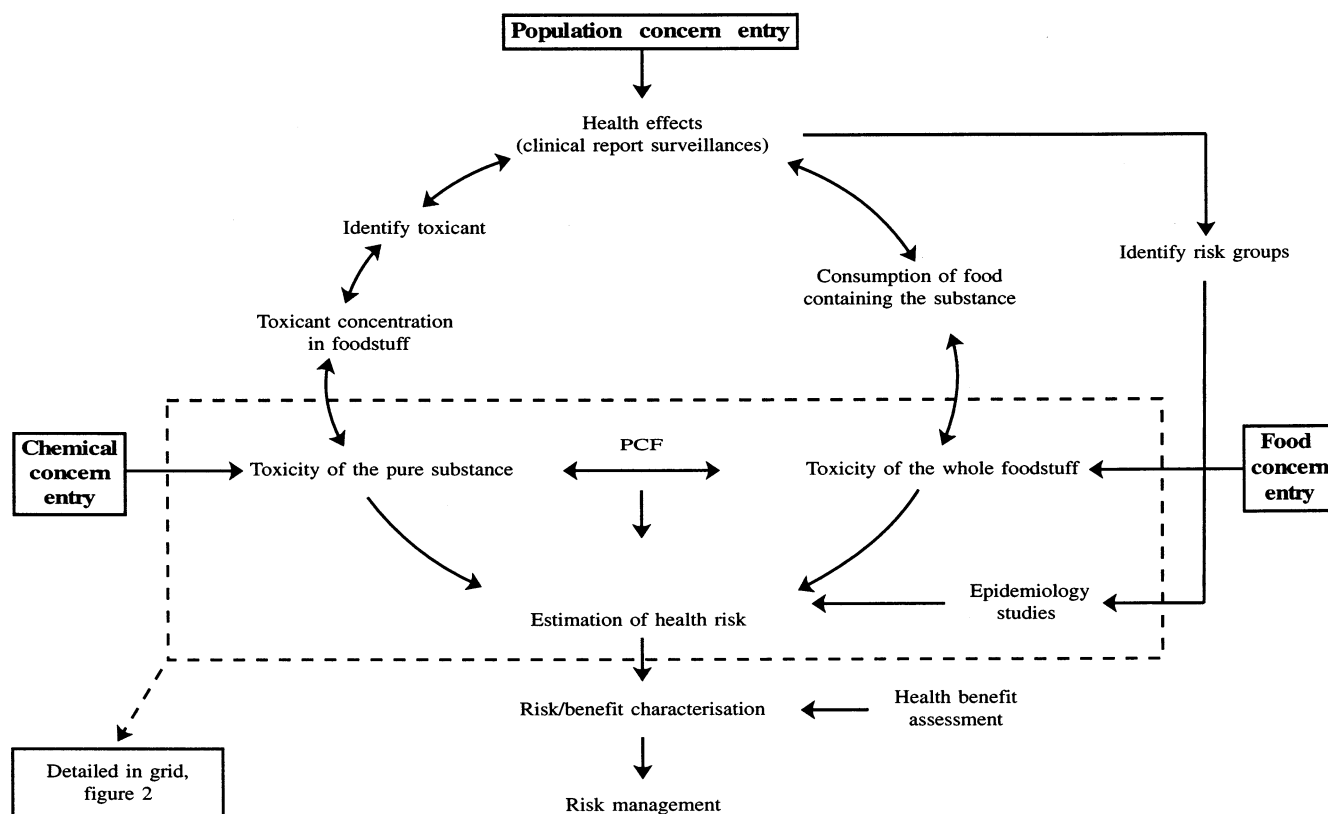 Population concern entry
Health effects
(clinical report surveillances)
Identify toxicant
Identify risk groups
Consumption of food
containing the substance
Toxicant concentration
in foodstuff
Chemical
concern
entry
PCF
Toxicity of the pure substance
Toxicity of the whole foodstuff
Food
concern
entry
Epidemiology
studies
Estimation of health risk
Risk/benefit characterisation
Health benefit
assessment
Detailed in grid,
figure 2
Risk management